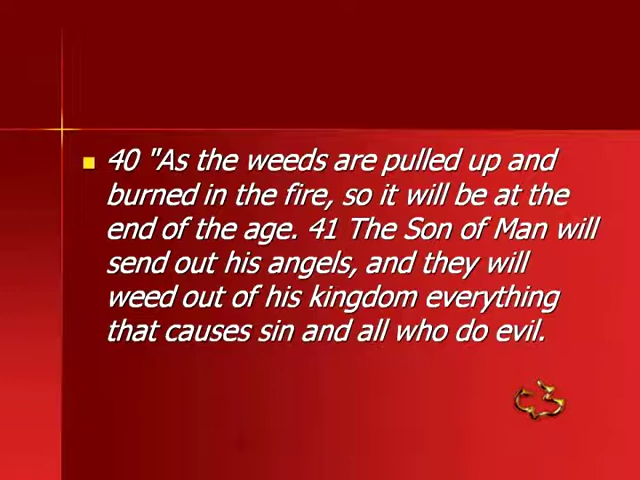 40 "As the weeds are pulled up and
burned in the fire, so it will be at the
end of the age. 41 The Son of Man will
send out his angels, and they will
weed out of his kingdom everything
that causes sin and all who do evil.